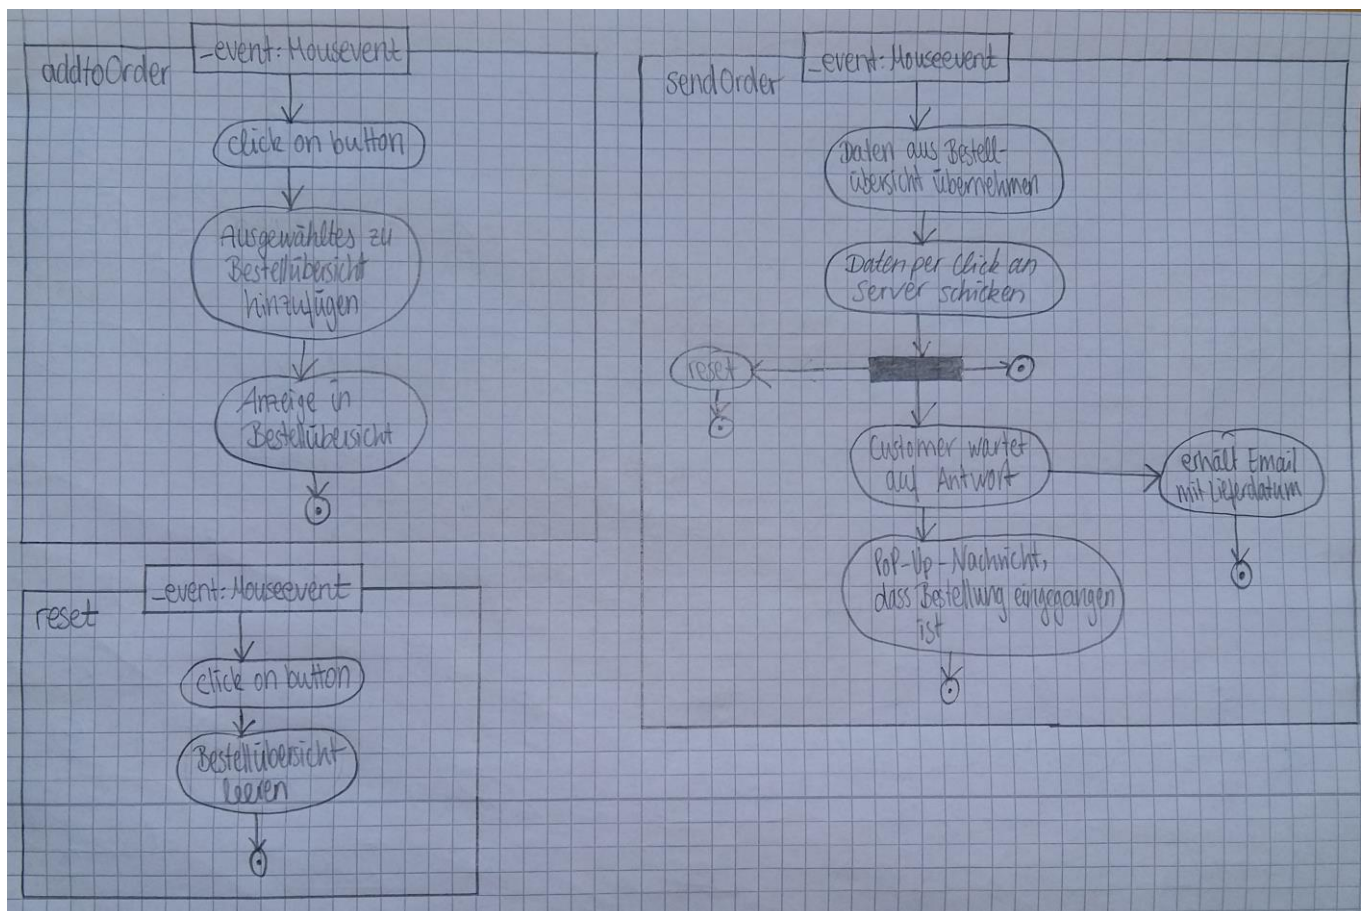 addtoOrder
_event: Mousevent
click on button
Ausgewähltes zu
Bestellübersicht
hinzufügen
Anzeige in
Bestellübersicht
reset
_event: Mouseevent
click on button
Bestellübersicht
leeren
sendOrder
_event: Mouseevent
Daten aus Bestell-
übersicht übernehmen
Daten per Click an
Server schicken
reset
Customer wartet
auf Antwort
erhält Email
mit Lieferdatum
PoP-Up-Nachricht,
dass Bestellung eingegangen
ist